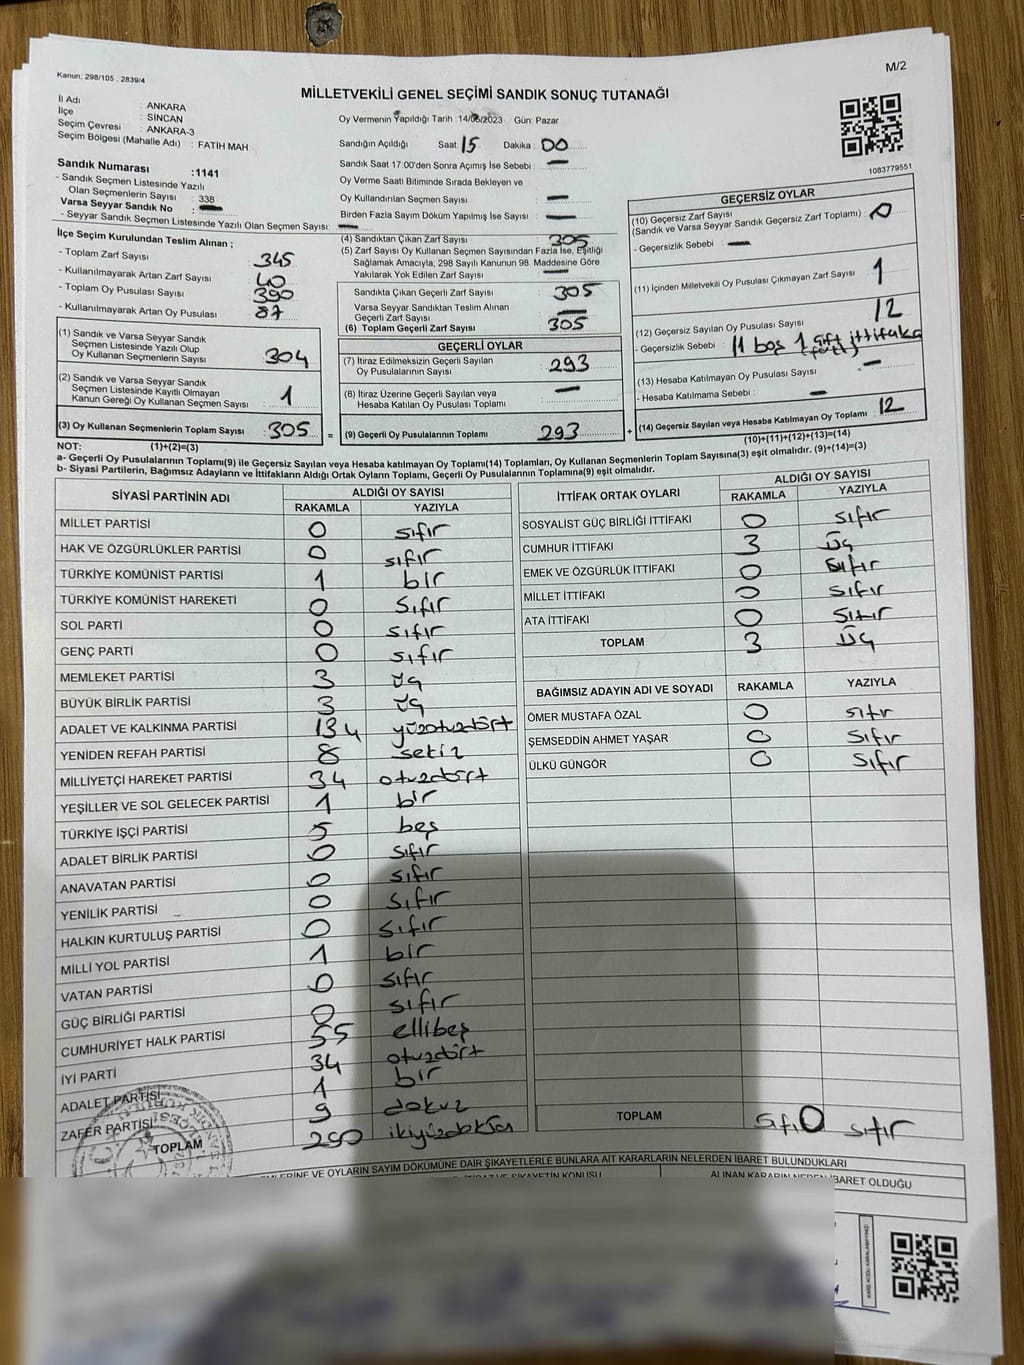 Kanun: 298/105 , 2839/4
M/2
MİLLETVEKİLİ GENEL SEÇİMİ SANDIK SONUÇ TUTANAĞI
İl Adı : ANKARA
İlçe : SİNCAN
Seçim Çevresi : ANKARA-3
Seçim Bölgesi (Mahalle Adı) : FATİH MAH
Sandık Numarası :1141
- Sandık Seçmen Listesinde Yazılı
Olan Seçmenlerin Sayısı : 338
Varsa Seyyar Sandık No : —
- Seyyar Sandık Seçmen Listesinde Yazılı Olan Seçmen Sayısı: —
Oy Vermenin Yapıldığı Tarih :14/05/2023 Gün: Pazar
Sandığın Açıldığı Saat: 15 Dakika : 00
Sandık Saat 17:00'den Sonra Açımış İse Sebebi : —
Oy Verme Saati Bitiminde Sırada Bekleyen ve
Oy Kullandırılan Seçmen Sayısı : —
Birden Fazla Sayım Döküm Yapılmış İse Sayısı : —
1083779551
İlçe Seçim Kurulundan Teslim Alınan ;
- Toplam Zarf Sayısı : 345
- Kullanılmayarak Artan Zarf Sayısı : 40
- Toplam Oy Pusulası Sayısı : 390
- Kullanılmayarak Artan Oy Pusulası : 87
(1) Sandık ve Varsa Seyyar Sandık
Seçmen Listesinde Yazılı Olup
Oy Kullanan Seçmenlerin Sayısı : 304
(2) Sandık ve Varsa Seyyar Sandık
Seçmen Listesinde Kayıtlı Olmayan
Kanun Gereği Oy Kullanan Seçmen Sayısı : 1
(3) Oy Kullanan Seçmenlerin Toplam Sayısı : 305
(4) Sandıktan Çıkan Zarf Sayısı : 305
(5) Zarf Sayısı Oy Kullanan Seçmen Sayısından Fazla İse, Eşitliği
Sağlamak Amacıyla, 298 Sayılı Kanunun 98. Maddesine Göre
Yakılarak Yok Edilen Zarf Sayısı : —
Sandıkta Çıkan Geçerli Zarf Sayısı : 305
Varsa Seyyar Sandıktan Teslim Alınan
Geçerli Zarf Sayısı : —
(6) Toplam Geçerli Zarf Sayısı : 305
GEÇERLİ OYLAR
(7) İtiraz Edilmeksizin Geçerli Sayılan
Oy Pusulalarının Sayısı : 293
(8) İtiraz Üzerine Geçerli Sayılan veya
Hesaba Katılan Oy Pusulası Toplamı : —
= (9) Geçerli Oy Pusulalarının Toplamı : 293
GEÇERSİZ OYLAR
(10) Geçersiz Zarf Sayısı
(Sandık ve Varsa Seyyar Sandık Geçersiz Zarf Toplamı) : 0
- Geçersizlik Sebebi : —
(11) İçinden Milletvekili Oy Pusulası Çıkmayan Zarf Sayısı : 1
(12) Geçersiz Sayılan Oy Pusulası Sayısı : 12
- Geçersizlik Sebebi : 11 boş 1 çift ittifaka
(13) Hesaba Katılmayan Oy Pusulası Sayısı : —
- Hesaba Katılmama Sebebi : —
+ (14) Geçersiz Sayılan veya Hesaba Katılmayan Oy Toplamı : 12
NOT: (1)+(2)=(3)
(10)+(11)+(12)+(13)=(14)
a- Geçerli Oy Pusulasının Toplamı(9) ile Geçersiz Sayılan veya Hesaba katılmayan Oy Toplamı(14) Toplamları, Oy Kullanan Seçmenlerin Toplam Sayısına(3) eşit olmalıdır. (9)+(14)=(3)
b- Siyasi Partilerin, Bağımsız Adayların ve İttifakların Aldığı Ortak Oyların Toplamı, Geçerli Oy Pusulalarının Toplamına(9) eşit olmalıdır.
SİYASİ PARTİNİN ADI ALDIĞI OY SAYISI
RAKAMLA YAZIYLA
MİLLET PARTİSİ 0 sıfır
HAK VE ÖZGÜRLÜKLER PARTİSİ 0 sıfır
TÜRKİYE KOMÜNİST PARTİSİ 1 bir
TÜRKİYE KOMÜNİST HAREKETİ 0 sıfır
SOL PARTİ 0 sıfır
GENÇ PARTİ 0 sıfır
MEMLEKET PARTİSİ 3 üç
BÜYÜK BİRLİK PARTİSİ 3 üç
ADALET VE KALKINMA PARTİSİ 134 yüzotuzdört
YENİDEN REFAH PARTİSİ 8 sekiz
MİLLİYETÇİ HAREKET PARTİSİ 34 otuzdört
YEŞİLLER VE SOL GELECEK PARTİSİ 1 bir
TÜRKİYE İŞÇİ PARTİSİ 5 beş
ADALET BİRLİK PARTİSİ 0 sıfır
ANAVATAN PARTİSİ 0 sıfır
YENİLİK PARTİSİ 0 sıfır
HALKIN KURTULUŞ PARTİSİ 0 sıfır
MİLLİ YOL PARTİSİ 1 bir
VATAN PARTİSİ 0 sıfır
GÜÇ BİRLİĞİ PARTİSİ 0 sıfır
CUMHURİYET HALK PARTİSİ 55 ellibeş
İYİ PARTİ 34 otuzdört
ADALET PARTİSİ 1 bir
ZAFER PARTİSİ 9 dokuz
TOPLAM 290 ikiyüzdoksan
İTTİFAK ORTAK OYLARI ALDIĞI OY SAYISI
RAKAMLA YAZIYLA
SOSYALİST GÜÇ BİRLİĞİ İTTİFAKI 0 sıfır
CUMHUR İTTİFAKI 3 üç
EMEK VE ÖZGÜRLÜK İTTİFAKI 0 sıfır
MİLLET İTTİFAKI 0 sıfır
ATA İTTİFAKI 0 sıfır
TOPLAM 3 üç
BAĞIMSIZ ADAYIN ADI VE SOYADI RAKAMLA YAZIYLA
ÖMER MUSTAFA ÖZAL 0 sıfır
ŞEMSEDDİN AHMET YAŞAR 0 sıfır
ÜLKÜ GÜNGÖR 0 sıfır
TOPLAM sıfı0 sıfır
VE OYLARIN SAYIM DÖKÜMÜNE DAİR ŞİKAYETLERLE BUNLARA AİT KARARLARIN NELERDEN İBARET BULUNDUKLARI
ALINAN KARARIN NEDEN İBARET OLDUĞU